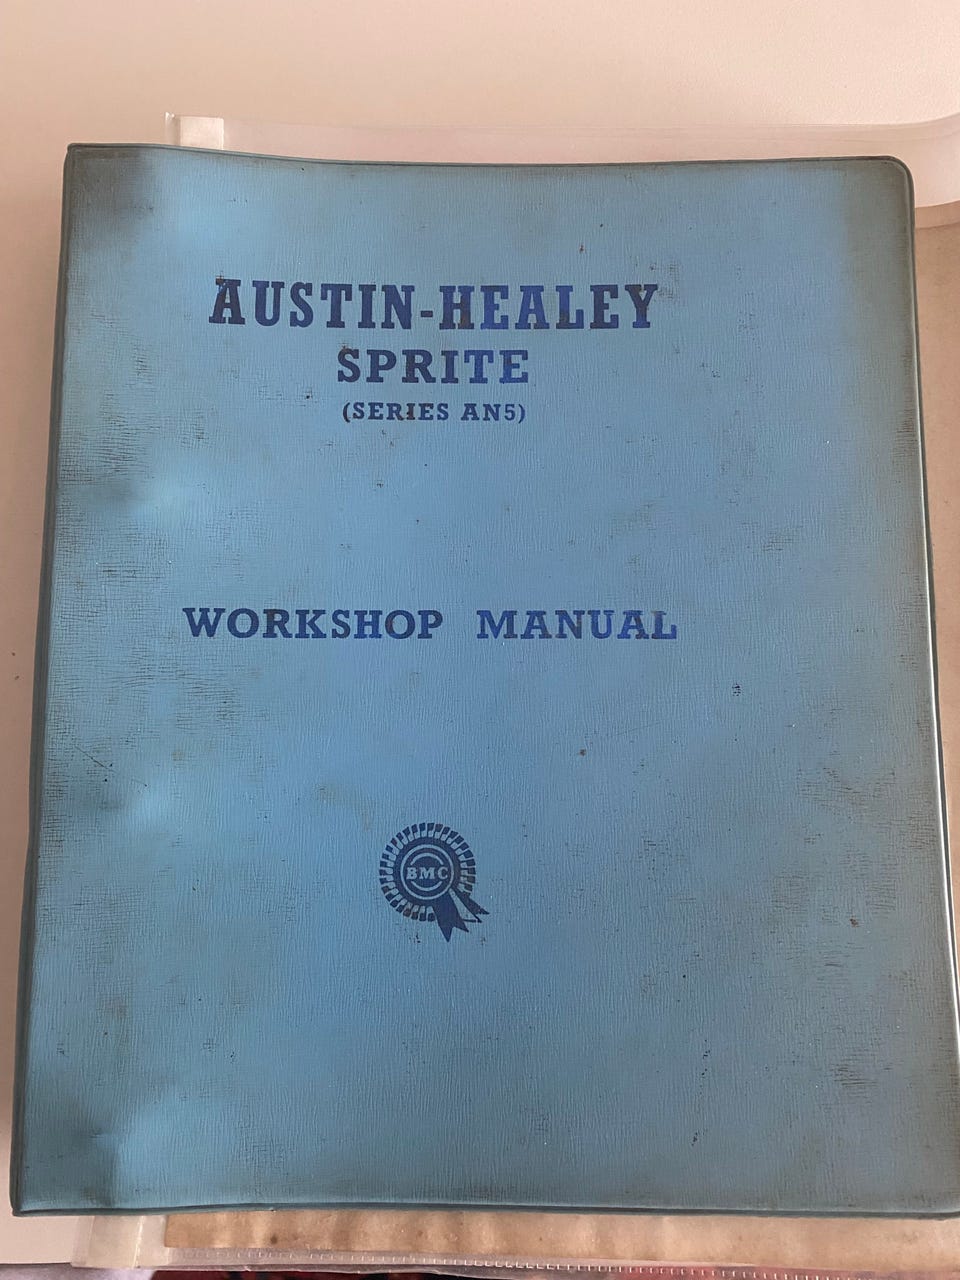 AUSTIN-HEALEY
SPRITE
(SERIES AN5)
WORKSHOP MANUAL
BMC